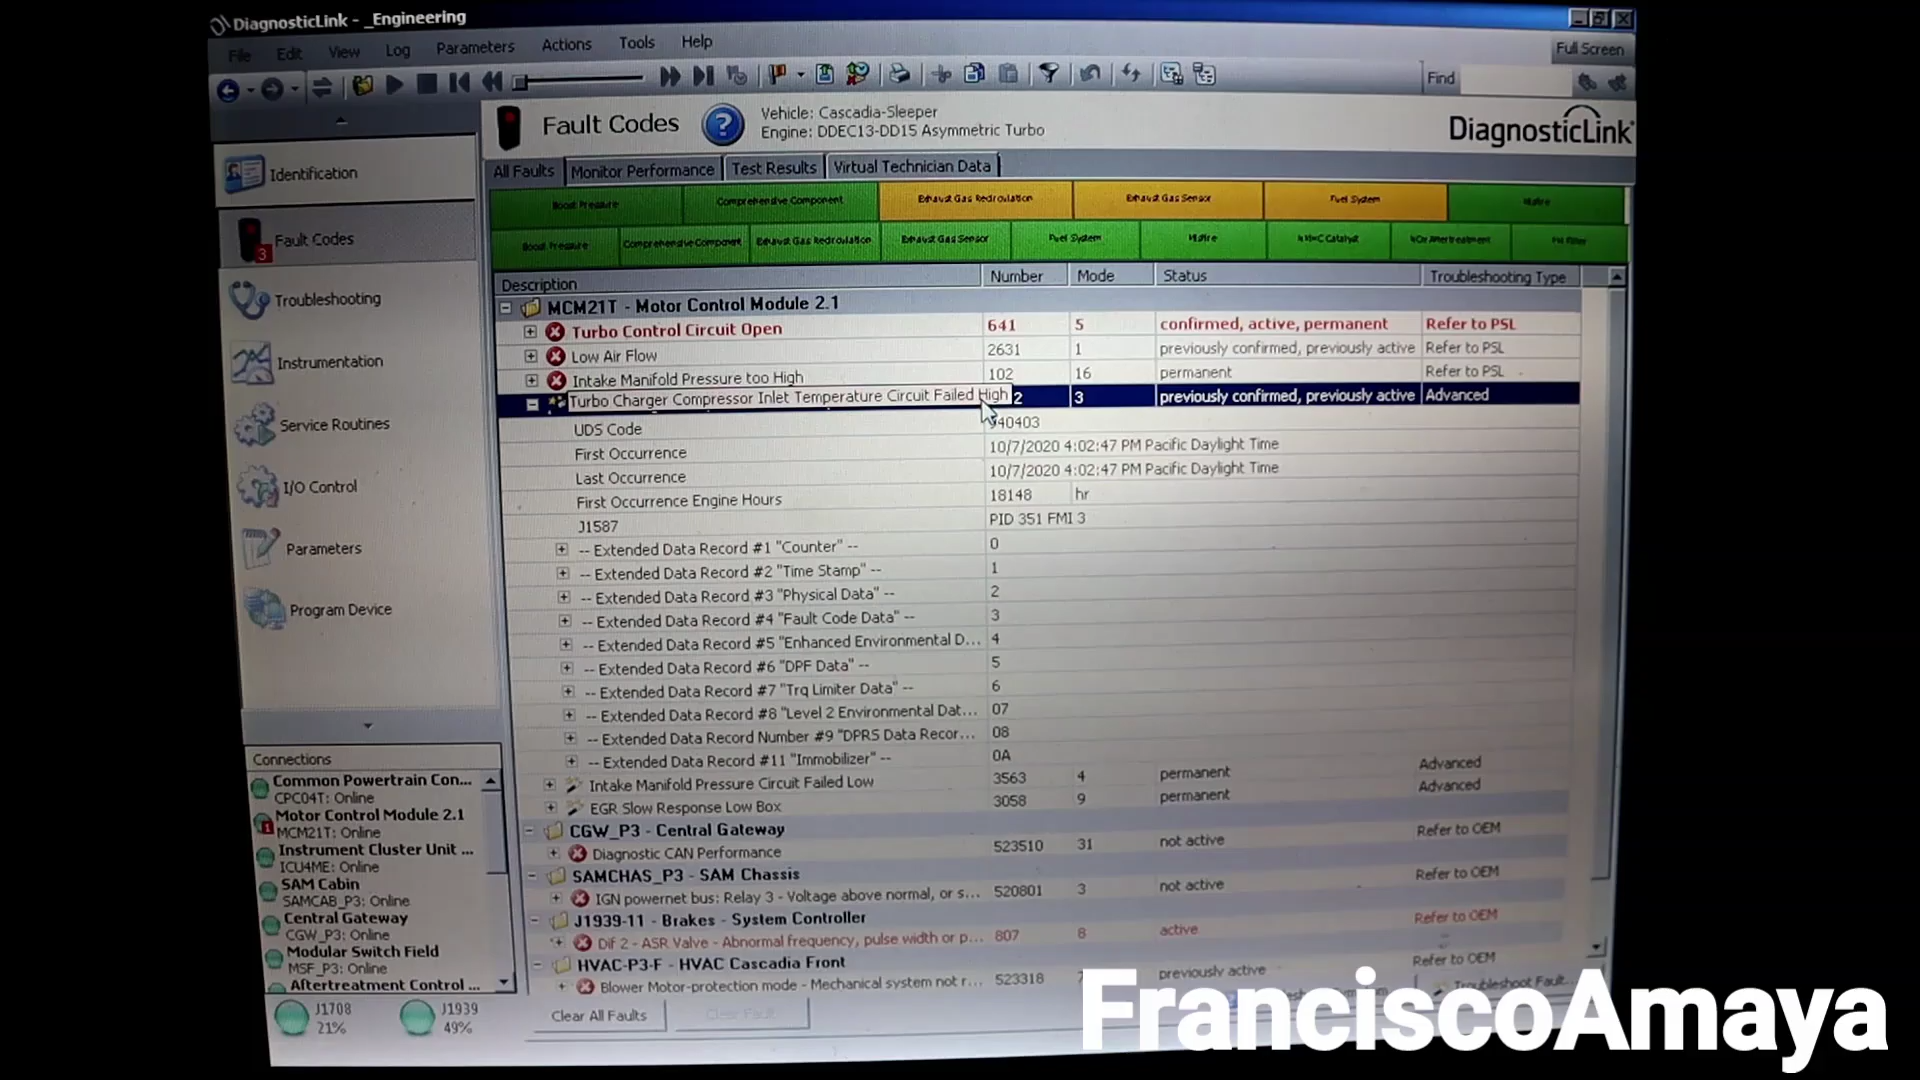 DiagnosticLink - _Engineering
File Edit View Log Parameters Actions Tools Help
Full Screen
Find
Fault Codes
Vehicle: Cascadia-Sleeper
Engine: DDEC13-DD15 Asymmetric Turbo
DiagnosticLink
All Faults Monitor Performance Test Results Virtual Technician Data
Boost Pressure Comprehensive Component Exhaust Gas Recirculation Exhaust Gas Sensor Fuel System Misfire
Boost Pressure Comprehensive Component Exhaust Gas Recirculation Exhaust Gas Sensor Fuel System Misfire NMHC Catalyst NOx Aftertreatment PM Filter
Identification
Fault Codes
3
Troubleshooting
Instrumentation
Service Routines
I/O Control
Parameters
Program Device
Description Number Mode Status Troubleshooting Type
MCM21T - Motor Control Module 2.1
Turbo Control Circuit Open 641 5 confirmed, active, permanent Refer to PSL
Low Air Flow 2631 1 previously confirmed, previously active Refer to PSL
Intake Manifold Pressure too High 102 16 permanent Refer to PSL
Turbo Charger Compressor Inlet Temperature Circuit Failed High 2 3 previously confirmed, previously active Advanced
UDS Code 940403
First Occurrence 10/7/2020 4:02:47 PM Pacific Daylight Time
Last Occurrence 10/7/2020 4:02:47 PM Pacific Daylight Time
First Occurrence Engine Hours 18148 hr
J1587 PID 351 FMI 3
-- Extended Data Record #1 "Counter" -- 0
-- Extended Data Record #2 "Time Stamp" -- 1
-- Extended Data Record #3 "Physical Data" -- 2
-- Extended Data Record #4 "Fault Code Data" -- 3
-- Extended Data Record #5 "Enhanced Environmental D... 4
-- Extended Data Record #6 "DPF Data" -- 5
-- Extended Data Record #7 "Trq Limiter Data" -- 6
-- Extended Data Record #8 "Level 2 Environmental Dat... 07
-- Extended Data Record Number #9 "DPRS Data Recor... 08
-- Extended Data Record #11 "Immobilizer" -- 0A
Intake Manifold Pressure Circuit Failed Low 3563 4 permanent Advanced
EGR Slow Response Low Box 3058 9 permanent Advanced
CGW_P3 - Central Gateway
Diagnostic CAN Performance 523510 31 not active Refer to OEM
SAMCHAS_P3 - SAM Chassis
IGN powernet bus: Relay 3 - Voltage above normal, or s... 520801 3 not active Refer to OEM
J1939-11 - Brakes - System Controller
Dif 2 - ASR Valve - Abnormal frequency, pulse width or p... 807 8 active Refer to OEM
HVAC-P3-F - HVAC Cascadia Front
Blower Motor-protection mode - Mechanical system not r... 523318 7 previously active Refer to OEM
Connections
Common Powertrain Con...
CPC04T: Online
Motor Control Module 2.1
MCM21T: Online
Instrument Cluster Unit ...
ICU4ME: Online
SAM Cabin
SAMCAB_P3: Online
Central Gateway
CGW_P3: Online
Modular Switch Field
MSF_P3: Online
Aftertreatment Control ...
J1708
21%
J1939
49%
Clear All Faults
Clear Fault
Troubleshoot Fault...
FranciscoAmaya